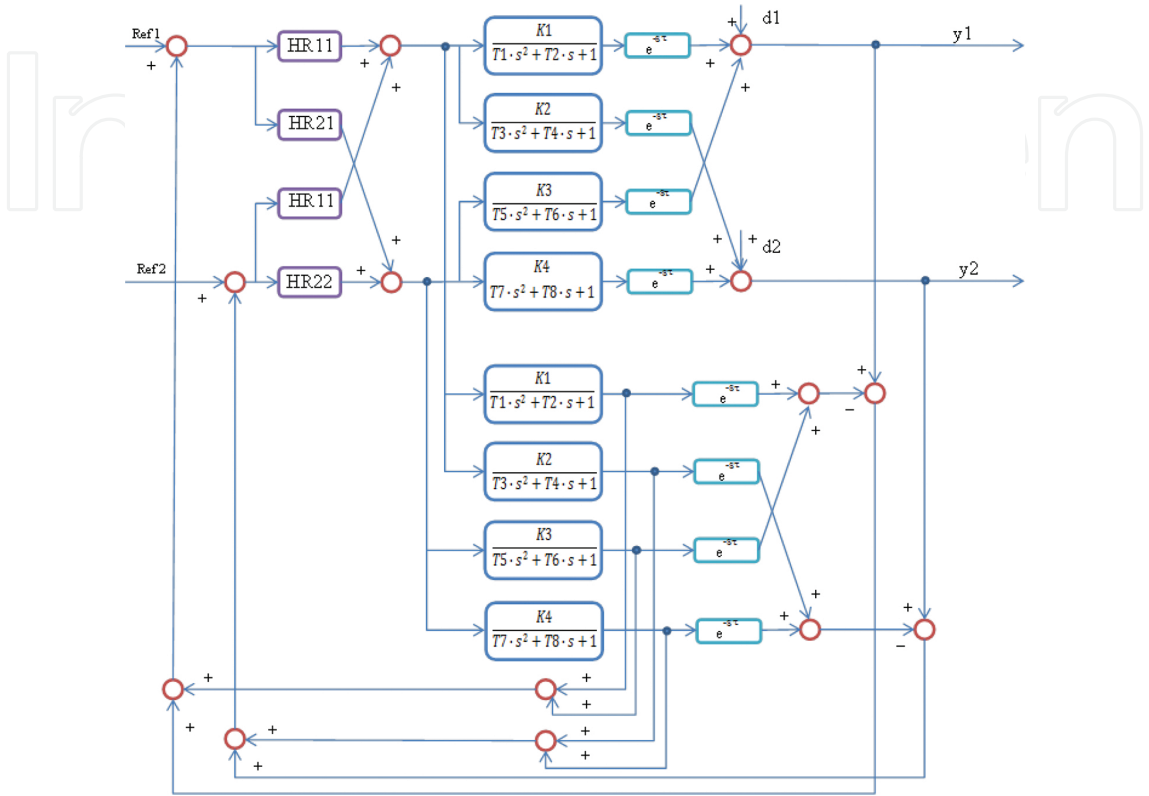 Ref1
+
HR11
+
+
K1
T1·s²+T2·s+1
e^-sτ
+
+
d1
+
y1
HR21
K2
T3·s²+T4·s+1
e^-sτ
HR11
K3
T5·s²+T6·s+1
e^-sτ
Ref2
+
HR22
+
+
K4
T7·s²+T8·s+1
e^-sτ
+
+
+
d2
y2
K1
T1·s²+T2·s+1
e^-sτ
+
+
+
−
K2
T3·s²+T4·s+1
e^-sτ
K3
T5·s²+T6·s+1
e^-sτ
K4
T7·s²+T8·s+1
e^-sτ
+
+
+
−
+
+
+
+
+
+
+
+